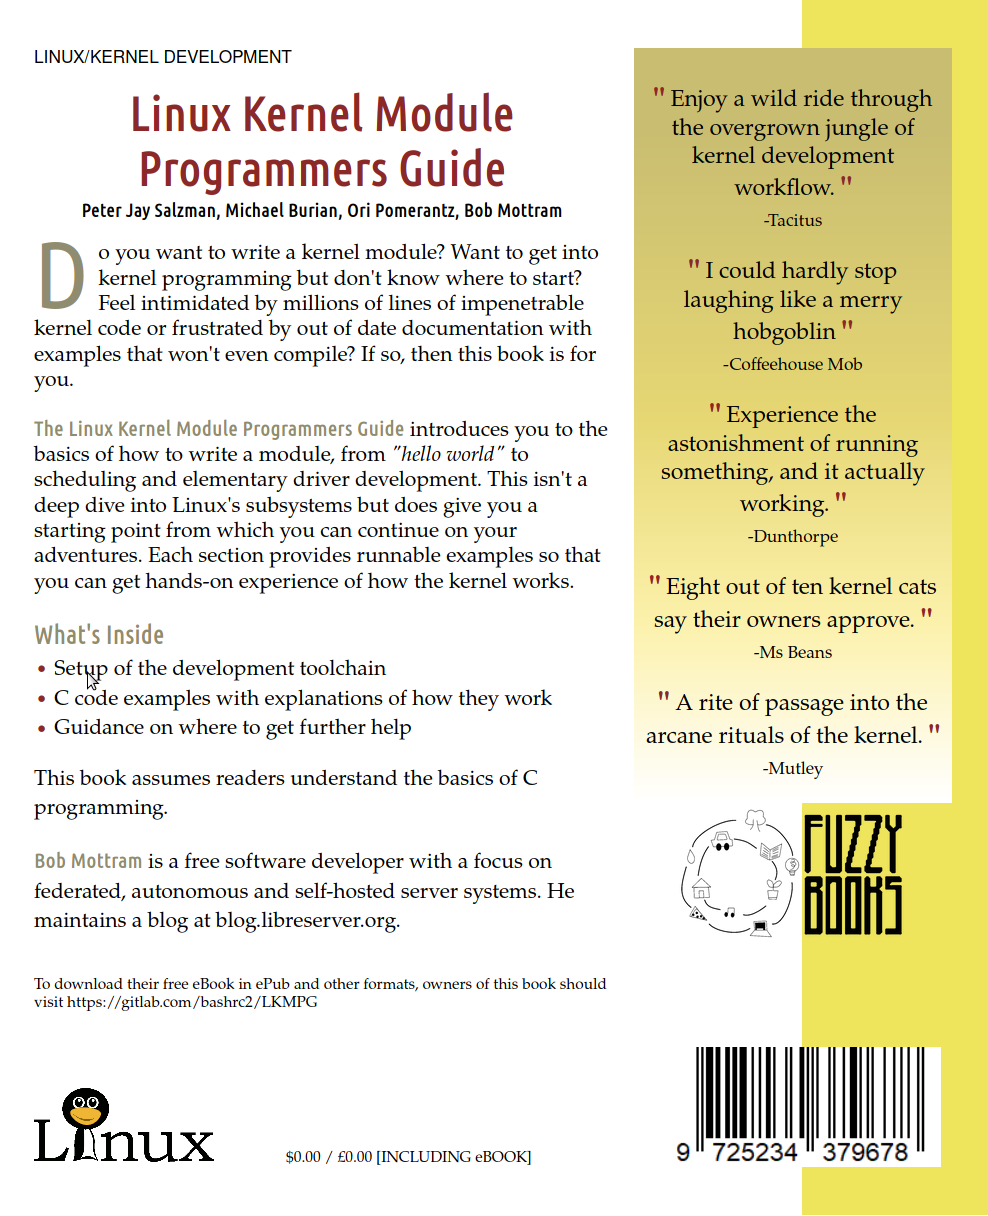 LINUX/KERNEL DEVELOPMENT
Linux Kernel Module
Programmers Guide
Peter Jay Salzman, Michael Burian, Ori Pomerantz, Bob Mottram
Do you want to write a kernel module? Want to get into
kernel programming but don't know where to start?
Feel intimidated by millions of lines of impenetrable
kernel code or frustrated by out of date documentation with
examples that won't even compile? If so, then this book is for
you.
The Linux Kernel Module Programmers Guide introduces you to the
basics of how to write a module, from "hello world" to
scheduling and elementary driver development. This isn't a
deep dive into Linux's subsystems but does give you a
starting point from which you can continue on your
adventures. Each section provides runnable examples so that
you can get hands-on experience of how the kernel works.
What's Inside
• Setup of the development toolchain
• C code examples with explanations of how they work
• Guidance on where to get further help
This book assumes readers understand the basics of C
programming.
Bob Mottram is a free software developer with a focus on
federated, autonomous and self-hosted server systems. He
maintains a blog at blog.libreserver.org.
To download their free eBook in ePub and other formats, owners of this book should
visit https://gitlab.com/bashrc2/LKMPG
Linux
$0.00 / £0.00 [INCLUDING eBOOK]
" Enjoy a wild ride through
the overgrown jungle of
kernel development
workflow. "
-Tacitus
" I could hardly stop
laughing like a merry
hobgoblin "
-Coffeehouse Mob
" Experience the
astonishment of running
something, and it actually
working. "
-Dunthorpe
" Eight out of ten kernel cats
say their owners approve. "
-Ms Beans
" A rite of passage into the
arcane rituals of the kernel. "
-Mutley
FUZZY
BOOKS
9 725234 379678